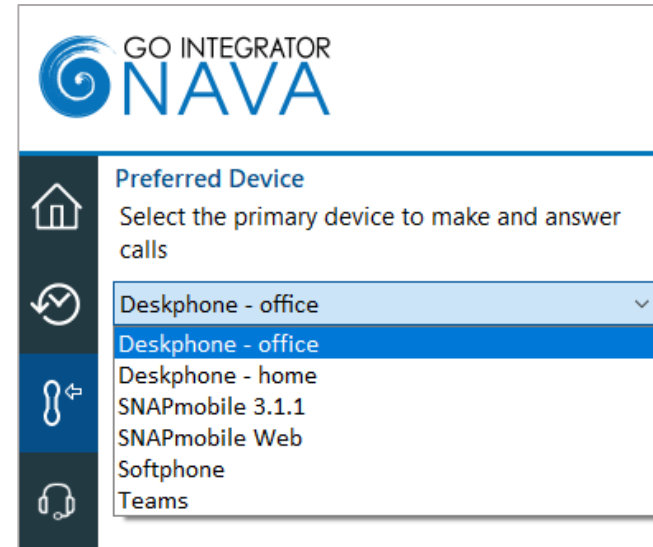 GO INTEGRATOR
NAVA
Preferred Device
Select the primary device to make and answer
calls
Deskphone - office
Deskphone - office
Deskphone - home
SNAPmobile 3.1.1
SNAPmobile Web
Softphone
Teams